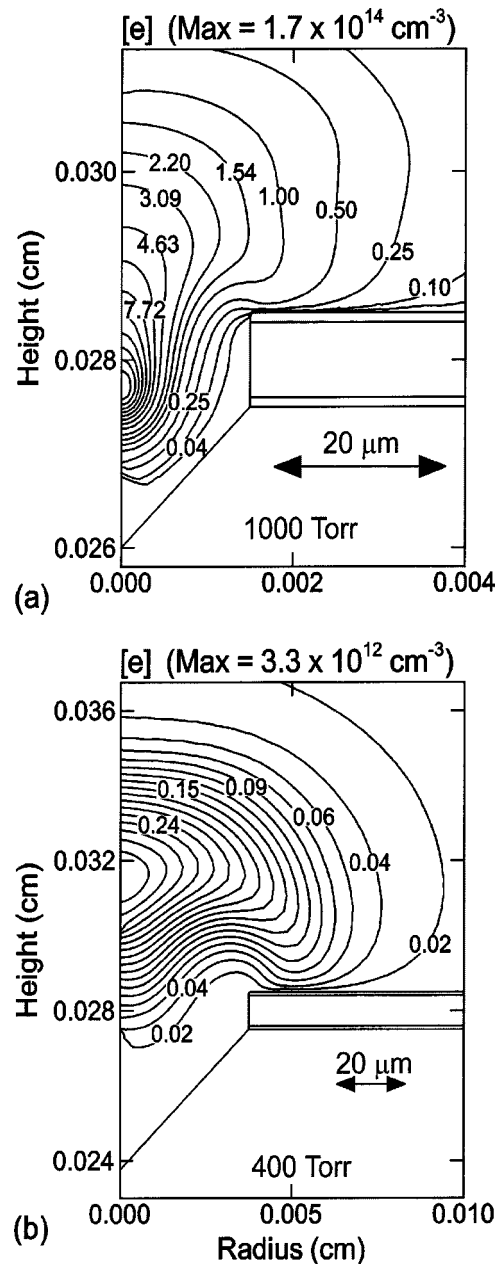 [e] (Max = 1.7 x 10¹⁴ cm⁻³)
0.030
2.20
1.54
3.09
1.00
4.63
0.50
0.25
7.72
0.10
Height (cm)
0.028
0.25
0.04
20 μm
1000 Torr
0.026
0.000
0.002
0.004
(a)
[e] (Max = 3.3 x 10¹² cm⁻³)
0.036
0.15
0.09
0.24
0.06
0.032
0.04
Height (cm)
0.02
0.04
0.028
0.02
20 μm
0.024
400 Torr
(b)
0.000
0.005
0.010
Radius (cm)